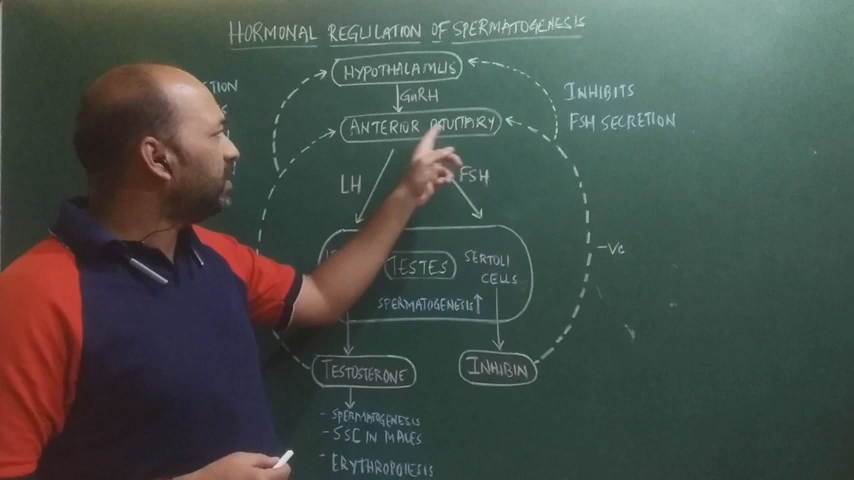 HORMONAL REGULATION OF SPERMATOGENESIS
HYPOTHALAMUS
GnRH
INHIBITS
FSH SECRETION
ANTERIOR PITUITARY
LH
FSH
-ve
TESTES
SERTOLI
CELLS
SPERMATOGENESIS↑
TESTOSTERONE
INHIBIN
- SPERMATOGENESIS
- SSC IN MALES
- ERYTHROPOIESIS